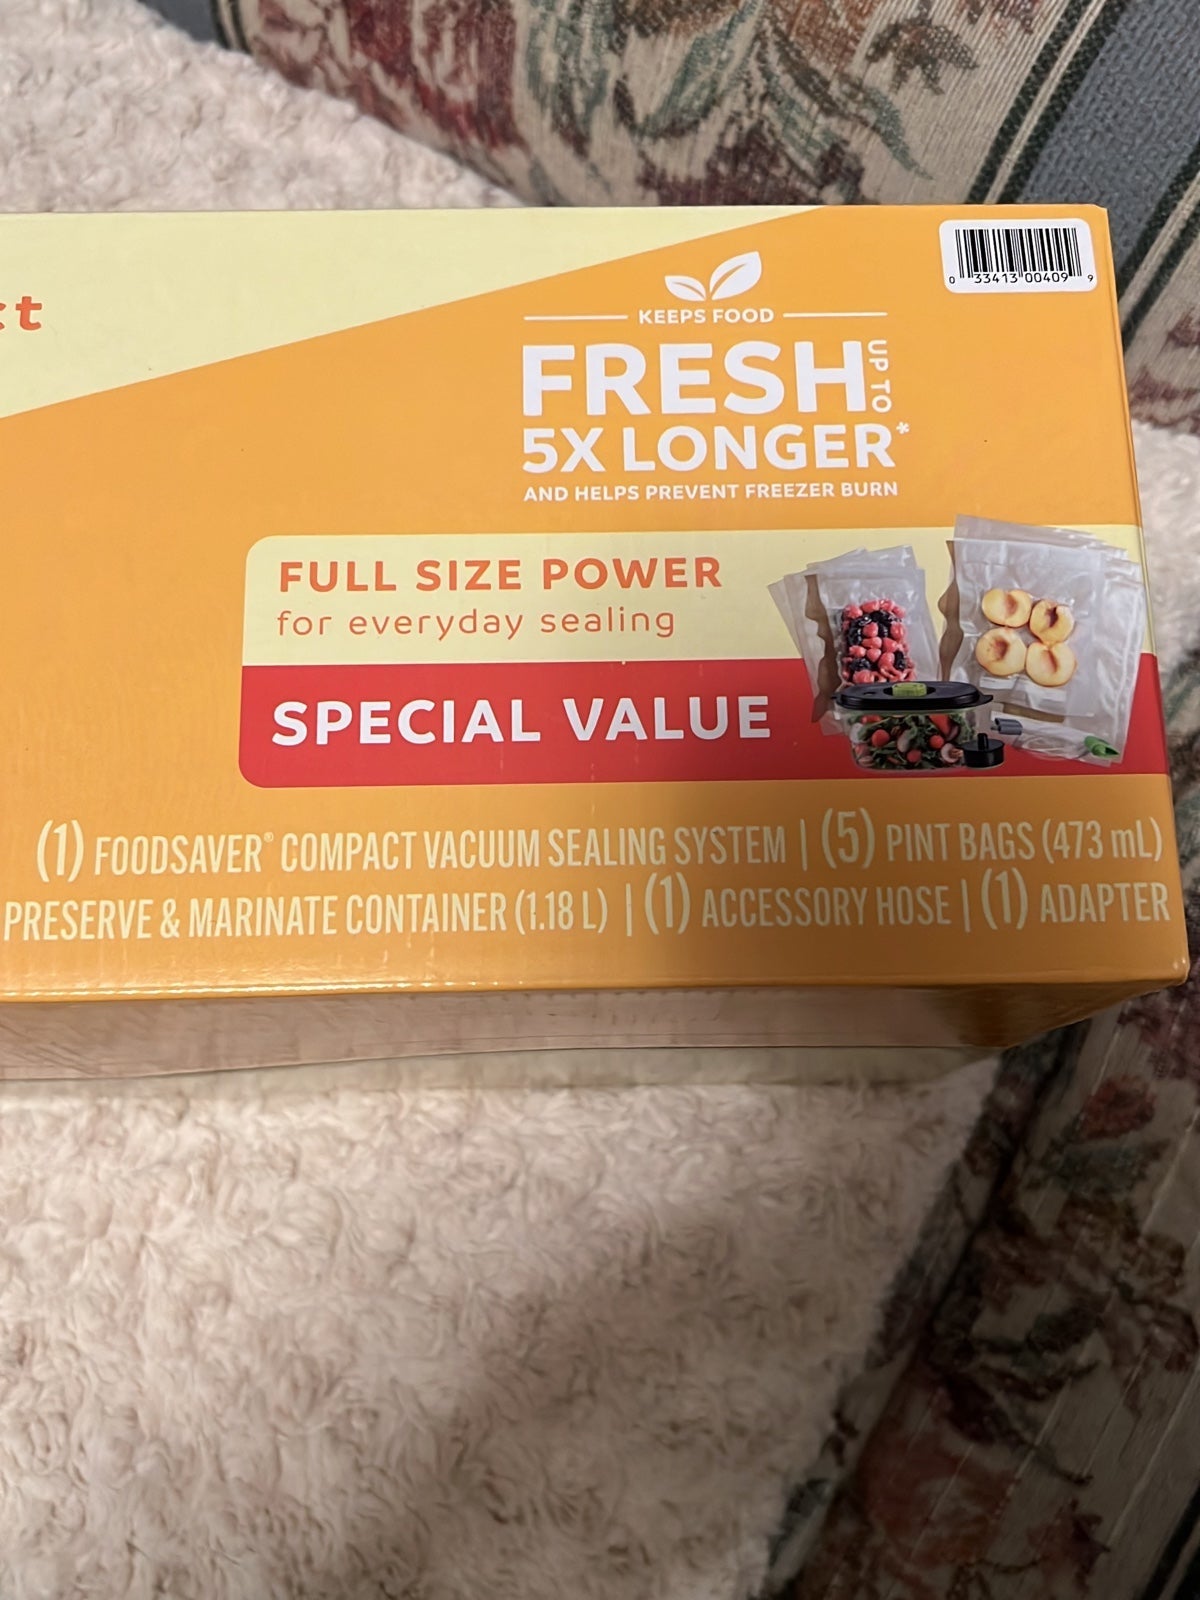 ct
0 33413 00409 9
KEEPS FOOD
FRESH UP TO
5X LONGER*
AND HELPS PREVENT FREEZER BURN
FULL SIZE POWER
for everyday sealing
SPECIAL VALUE
(1) FOODSAVER® COMPACT VACUUM SEALING SYSTEM | (5) PINT BAGS (473 mL)
PRESERVE & MARINATE CONTAINER (1.18 L) | (1) ACCESSORY HOSE | (1) ADAPTER